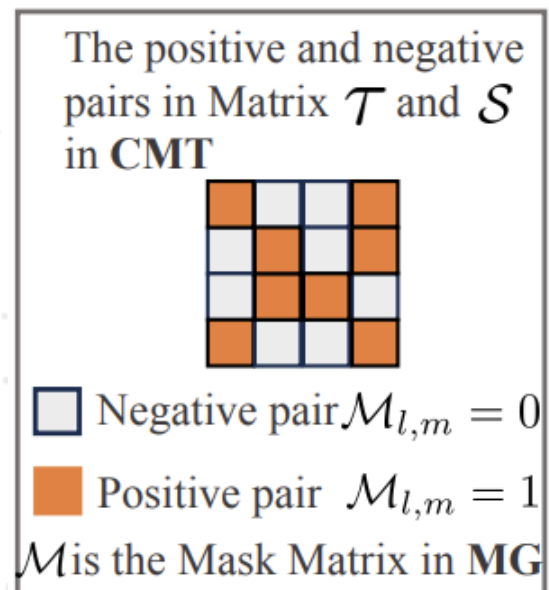 The positive and negative
pairs in Matrix 𝒯 and 𝒮
in CMT
Negative pair ℳ_{l,m} = 0
Positive pair ℳ_{l,m} = 1
ℳ is the Mask Matrix in MG